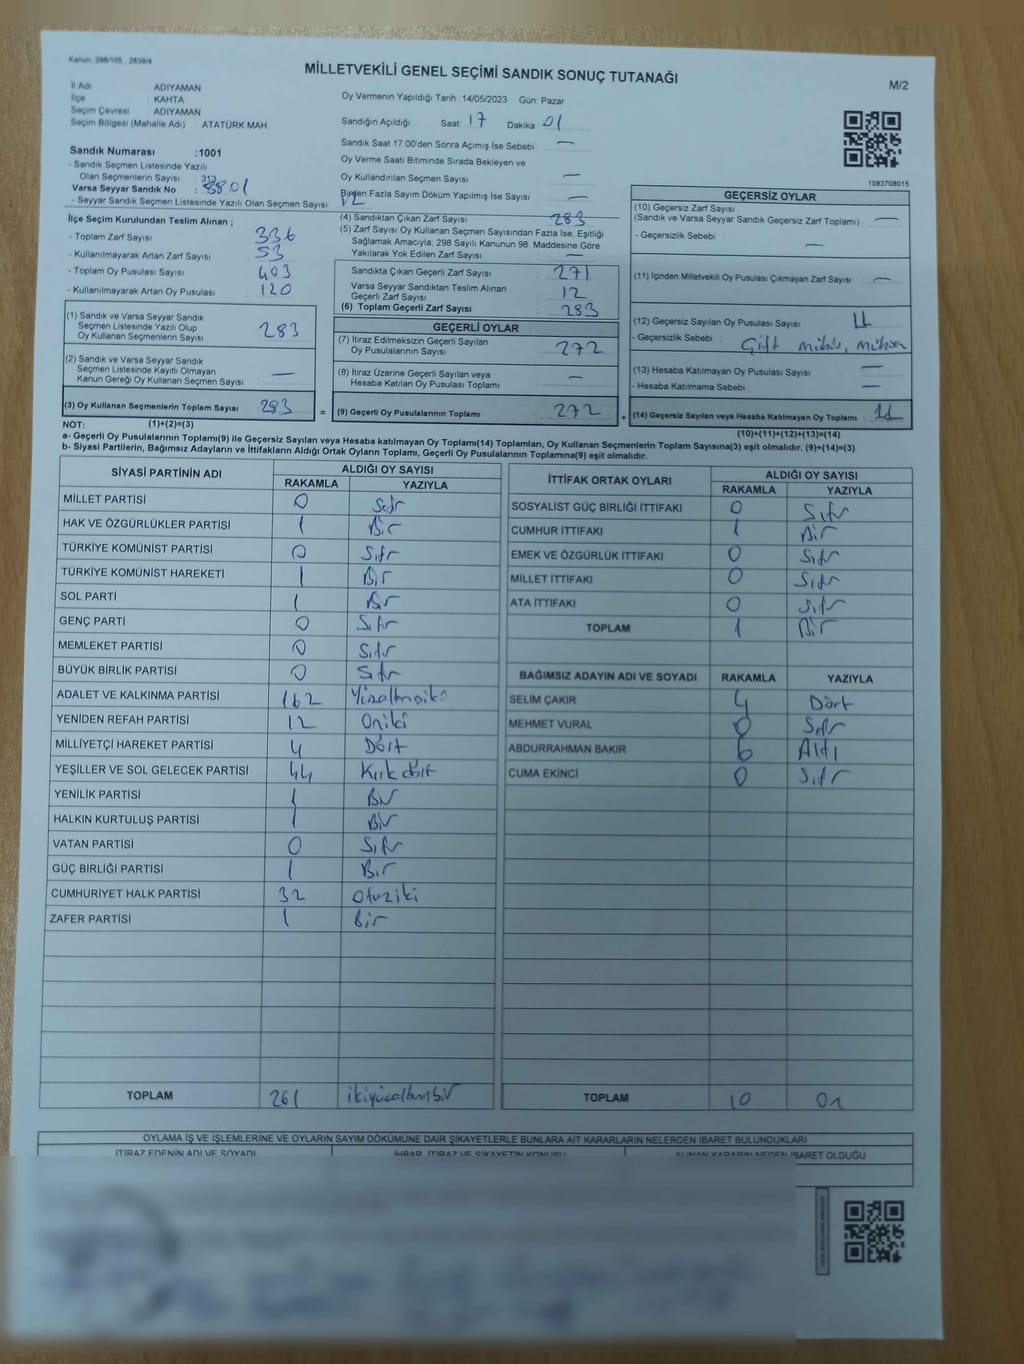 Kanun: 298/105 , 2839/4
MİLLETVEKİLİ GENEL SEÇİMİ SANDIK SONUÇ TUTANAĞI
M/2
İl Adı : ADIYAMAN
İlçe : KAHTA
Seçim Çevresi : ADIYAMAN
Seçim Bölgesi (Mahalle Adı) : ATATÜRK MAH.
Oy Vermenin Yapıldığı Tarih :14/05/2023 Gün: Pazar
Sandığın Açıldığı Saat: 17 Dakika 01
Sandık Saat 17:00'den Sonra Açımış İse Sebebi —
Oy Verme Saati Bitiminde Sırada Bekleyen ve
Oy Kullandırılan Seçmen Sayısı : —
Birden Fazla Sayım Döküm Yapılmış İse Sayısı : —
Sandık Numarası :1001
- Sandık Seçmen Listesinde Yazılı
Olan Seçmenlerin Sayısı : 313
Varsa Seyyar Sandık No : 8801
- Seyyar Sandık Seçmen Listesinde Yazılı Olan Seçmen Sayısı: 12
1083708015
İlçe Seçim Kurulundan Teslim Alınan ;
- Toplam Zarf Sayısı : 336
- Kullanılmayarak Artan Zarf Sayısı : 53
- Toplam Oy Pusulası Sayısı : 403
- Kullanılmayarak Artan Oy Pusulası : 120
(1) Sandık ve Varsa Seyyar Sandık
Seçmen Listesinde Yazılı Olup
Oy Kullanan Seçmenlerin Sayısı : 283
(2) Sandık ve Varsa Seyyar Sandık
Seçmen Listesinde Kayıtlı Olmayan
Kanun Gereği Oy Kullanan Seçmen Sayısı : —
(3) Oy Kullanan Seçmenlerin Toplam Sayısı : 283
(4) Sandıktan Çıkan Zarf Sayısı : 283
(5) Zarf Sayısı Oy Kullanan Seçmen Sayısından Fazla İse, Eşitliği
Sağlamak Amacıyla; 298 Sayılı Kanunun 98. Maddesine Göre
Yakılarak Yok Edilen Zarf Sayısı : —
Sandıkta Çıkan Geçerli Zarf Sayısı : 271
Varsa Seyyar Sandıktan Teslim Alınan
Geçerli Zarf Sayısı : 12
(6) Toplam Geçerli Zarf Sayısı : 283
GEÇERLİ OYLAR
(7) İtiraz Edilmeksizin Geçerli Sayılan
Oy Pusulalarının Sayısı : 272
(8) İtiraz Üzerine Geçerli Sayılan veya
Hesaba Katılan Oy Pusulası Toplamı : —
= (9) Geçerli Oy Pusulalarının Toplamı : 272
GEÇERSİZ OYLAR
(10) Geçersiz Zarf Sayısı
(Sandık ve Varsa Seyyar Sandık Geçersiz Zarf Toplamı) : —
- Geçersizlik Sebebi : —
(11) İçinden Milletvekili Oy Pusulası Çıkmayan Zarf Sayısı : —
(12) Geçersiz Sayılan Oy Pusulası Sayısı : 11
- Geçersizlik Sebebi : Çift
(13) Hesaba Katılmayan Oy Pusulası Sayısı : —
- Hesaba Katılmama Sebebi : —
+ (14) Geçersiz Sayılan veya Hesaba Katılmayan Oy Toplamı : 11
NOT: (1)+(2)=(3)
(10)+(11)+(12)+(13)=(14)
a- Geçerli Oy Pusulalarının Toplamı(9) ile Geçersiz Sayılan veya Hesaba katılmayan Oy Toplamı(14) Toplamları, Oy Kullanan Seçmenlerin Toplam Sayısına(3) eşit olmalıdır. (9)+(14)=(3)
b- Siyasi Partilerin, Bağımsız Adayların ve İttifakların Aldığı Ortak Oyların Toplamı, Geçerli Oy Pusulalarının Toplamına(9) eşit olmalıdır.
SİYASİ PARTİNİN ADI ALDIĞI OY SAYISI
RAKAMLA YAZIYLA
MİLLET PARTİSİ 0 Sıfır
HAK VE ÖZGÜRLÜKLER PARTİSİ 1 Bir
TÜRKİYE KOMÜNİST PARTİSİ 0 Sıfır
TÜRKİYE KOMÜNİST HAREKETİ 1 Bir
SOL PARTİ 1 Bir
GENÇ PARTİ 0 Sıfır
MEMLEKET PARTİSİ 0 Sıfır
BÜYÜK BİRLİK PARTİSİ 0 Sıfır
ADALET VE KALKINMA PARTİSİ 162 Yüzaltmışiki
YENİDEN REFAH PARTİSİ 12 Oniki
MİLLİYETÇİ HAREKET PARTİSİ 4 Dört
YEŞİLLER VE SOL GELECEK PARTİSİ 44 Kırkdört
YENİLİK PARTİSİ 1 Bir
HALKIN KURTULUŞ PARTİSİ 1 Bir
VATAN PARTİSİ 0 Sıfır
GÜÇ BİRLİĞİ PARTİSİ 1 Bir
CUMHURİYET HALK PARTİSİ 32 Otuziki
ZAFER PARTİSİ 1 Bir
TOPLAM 261 ikiyüzaltmışbir
İTTİFAK ORTAK OYLARI ALDIĞI OY SAYISI
RAKAMLA YAZIYLA
SOSYALİST GÜÇ BİRLİĞİ İTTİFAKI 0 Sıfır
CUMHUR İTTİFAKI 1 Bir
EMEK VE ÖZGÜRLÜK İTTİFAKI 0 Sıfır
MİLLET İTTİFAKI 0 Sıfır
ATA İTTİFAKI 0 Sıfır
TOPLAM 1 Bir
BAĞIMSIZ ADAYIN ADI VE SOYADI RAKAMLA YAZIYLA
SELİM ÇAKIR 4 Dört
MEHMET VURAL 0 Sıfır
ABDURRAHMAN BAKIR 6 Altı
CUMA EKİNCİ 0 Sıfır
TOPLAM 10 On
OYLAMA İŞ VE İŞLEMLERİNE VE OYLARIN SAYIM DÖKÜMÜNE DAİR ŞİKAYETLERLE BUNLARA AİT KARARLARIN NELERDEN İBARET BULUNDUKLARI
İTİRAZ EDENİN ADI VE SOYADI İHBAR, İTİRAZ VE ŞİKAYETİN KONUSU ALINAN KARARIN NEDEN İBARET OLDUĞU